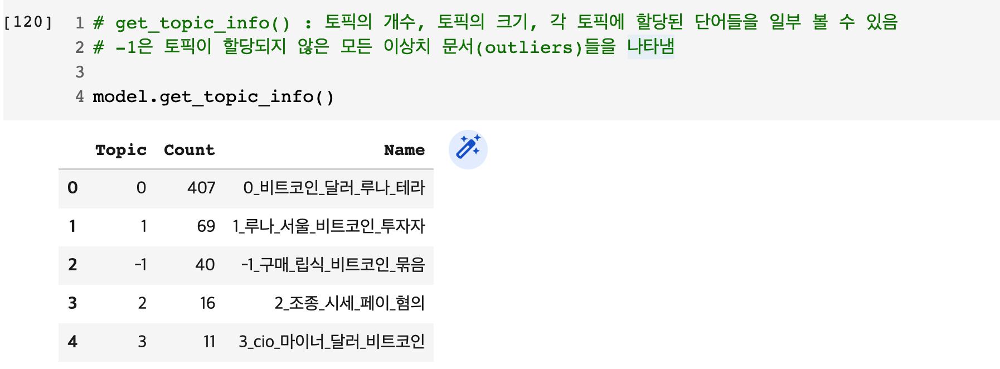 [120] 1 # get_topic_info() : 토픽의 개수, 토픽의 크기, 각 토픽에 할당된 단어들을 일부 볼 수 있음
2 # -1은 토픽이 할당되지 않은 모든 이상치 문서(outliers)들을 나타냄
3
4 model.get_topic_info()
Topic Count Name
0 0 407 0_비트코인_달러_루나_테라
1 1 69 1_루나_서울_비트코인_투자자
2 -1 40 -1_구매_립식_비트코인_묶음
3 2 16 2_조종_시세_페이_혐의
4 3 11 3_cio_마이너_달러_비트코인